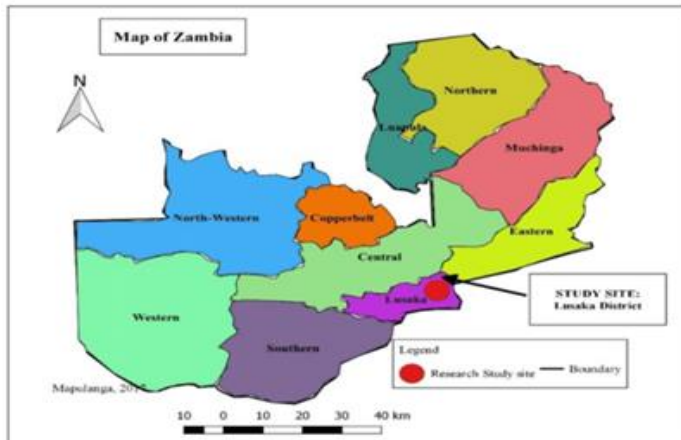 Map of Zambia
N
Northern
Luapula
Muchinga
North-Western
Copperbelt
Eastern
Central
Lusaka
STUDY SITE:
Lusaka District
Western
Southern
Legend
Research Study site
Boundary
Mapulanga,
10 0 10 20 30 40 km